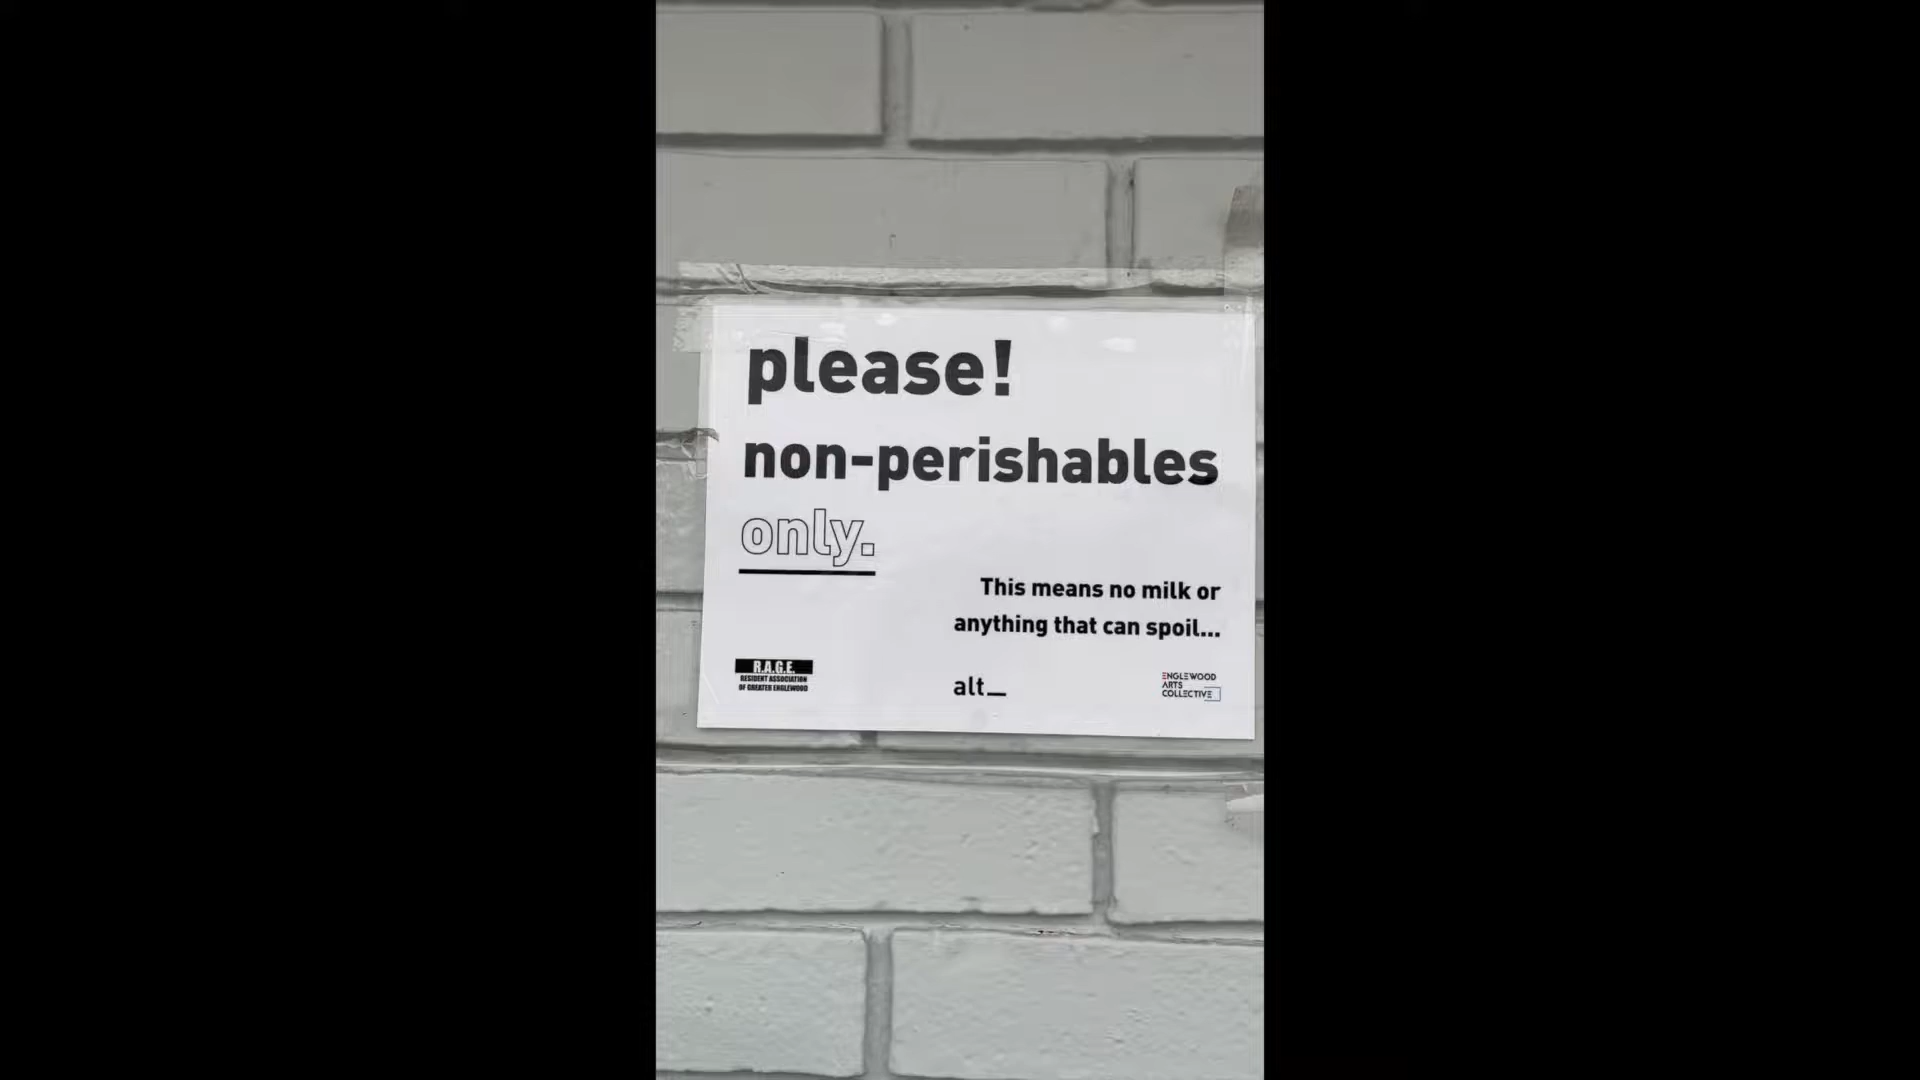 please!
non-perishables
only.
This means no milk or
anything that can spoil...
R.A.G.E.
RESIDENT ASSOCIATION
OF GREATER ENGLEWOOD
alt_
ENGLEWOOD
ARTS
COLLECTIVE